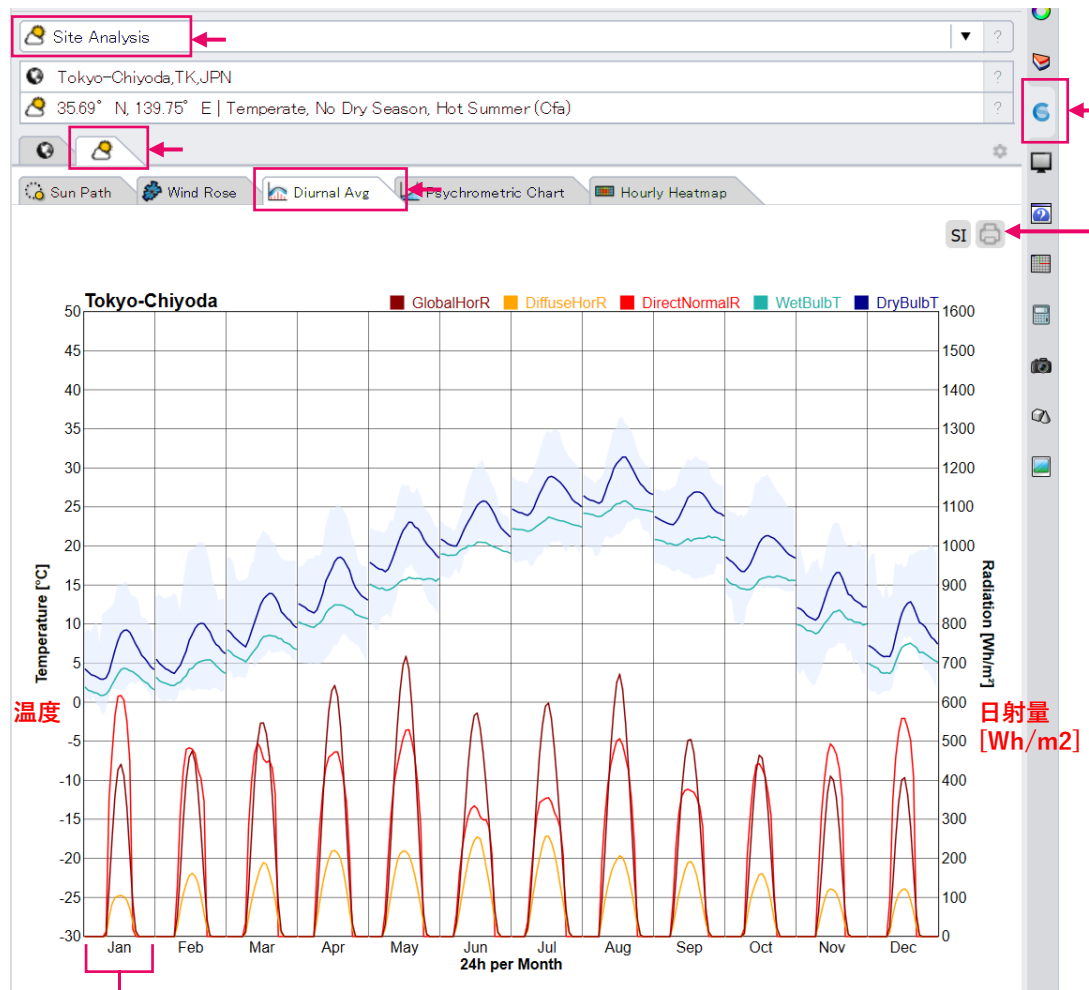 Site Analysis ▼ ?
Tokyo-Chiyoda,TK,JPN ?
35.69° N, 139.75° E | Temperate, No Dry Season, Hot Summer (Cfa) ?
Sun Path Wind Rose Diurnal Avg Psychrometric Chart Hourly Heatmap
SI
Tokyo-Chiyoda GlobalHorR DiffuseHorR DirectNormalR WetBulbT DryBulbT
50 1600
45 1500
40 1400
35 1300
30 1200
25 1100
20 1000
15 900
10 800
5 700
0 600
-5 500
-10 400
-15 300
-20 200
-25 100
-30 0
Temperature [°C]
Radiation [Wh/m²]
温度
日射量
[Wh/m2]
Jan Feb Mar Apr May Jun Jul Aug Sep Oct Nov Dec
24h per Month